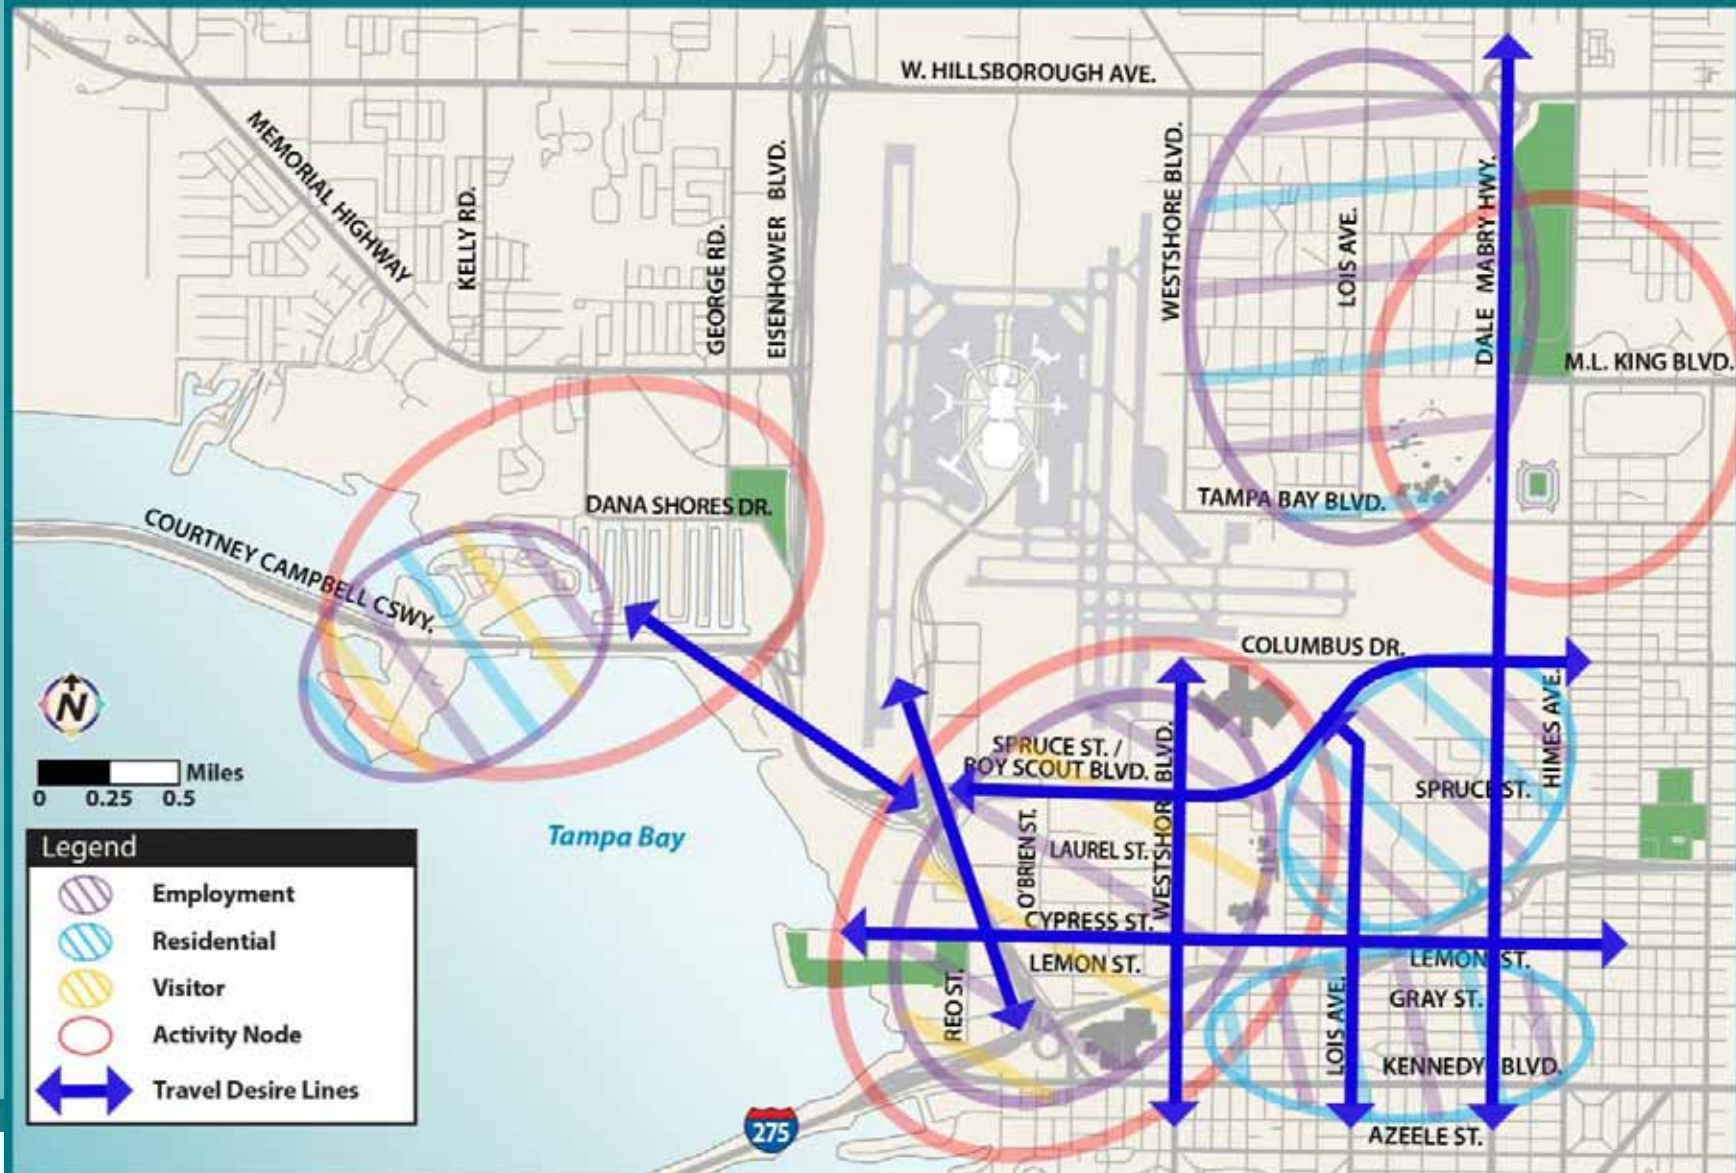 W. HILLSBOROUGH AVE.
MEMORIAL HIGHWAY
KELLY RD.
GEORGE RD.
EISENHOWER BLVD.
WESTSHORE BLVD.
LOIS AVE.
DALE MABRY HWY.
M.L. KING BLVD.
TAMPA BAY BLVD.
DANA SHORES DR.
COURTNEY CAMPBELL CSWY.
COLUMBUS DR.
HIMES AVE.
SPRUCE ST. /
BOY SCOUT BLVD.
WESTSHOR BLVD.
SPRUCE ST.
O'BRIEN ST.
LAUREL ST.
CYPRESS ST.
LEMON ST.
LEMON ST.
REO ST.
GRAY ST.
LOIS AVE.
KENNEDY BLVD.
AZEELE ST.
Tampa Bay
275
N
Miles
0 0.25 0.5
Legend
Employment
Residential
Visitor
Activity Node
Travel Desire Lines